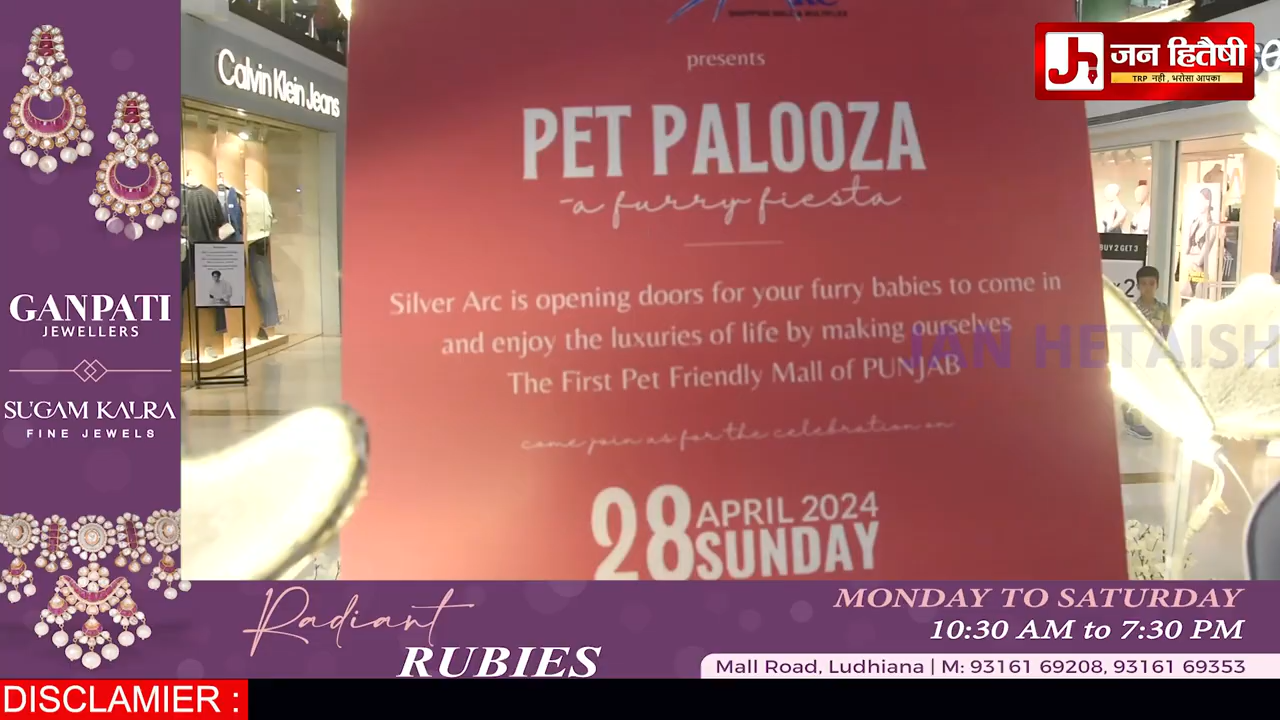 Calvin Klein Jeans
presents
PET PALOOZA
-a furry fiesta
Silver Arc is opening doors for your furry babies to come in
and enjoy the luxuries of life by making ourselves
The First Pet Friendly Mall of PUNJAB
come join us for the celebration on
28 APRIL 2024
SUNDAY
जन हितैषी
TRP नही, भरोसा आपका
BUY 2 GET 3
JAN HETAISH
GANPATI
JEWELLERS
SUGAM KALRA
FINE JEWELS
Radiant
RUBIES
MONDAY TO SATURDAY
10:30 AM to 7:30 PM
Mall Road, Ludhiana | M: 93161 69208, 93161 69353
DISCLAMIER :